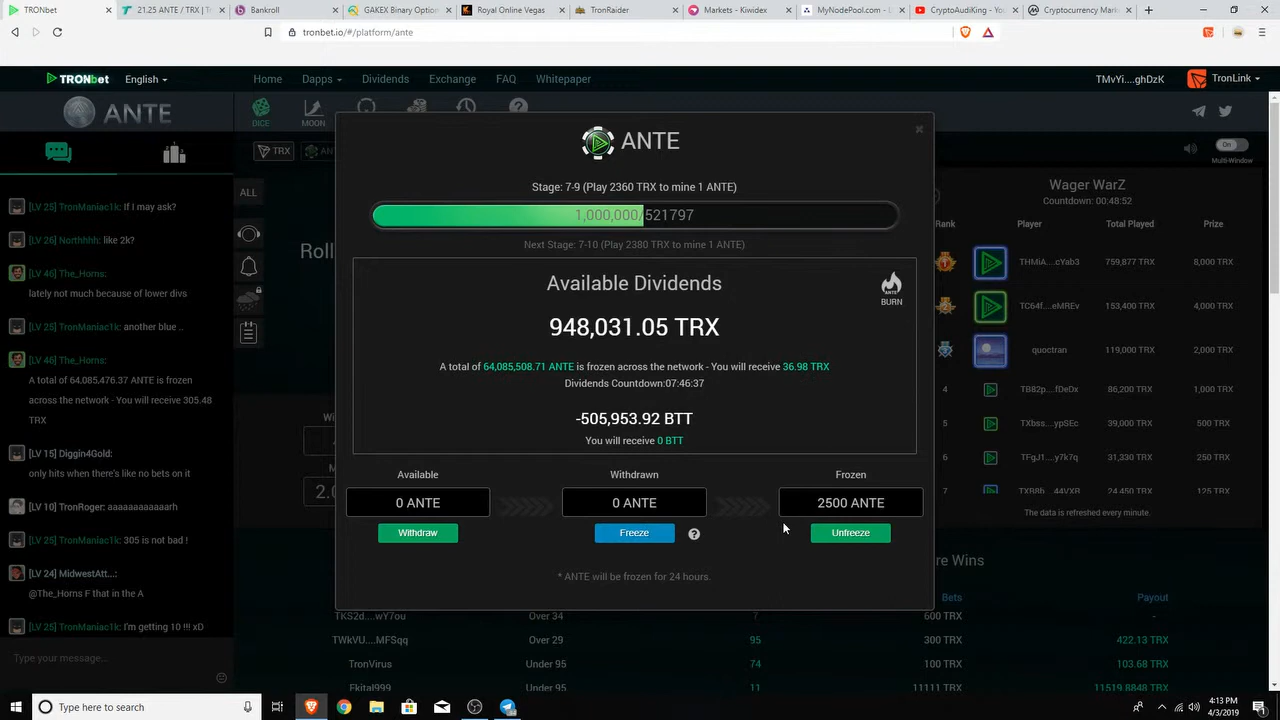 TRONbet
21.25 ANTE / TRX | T
Bankroll
GAKEX Binary Option
Royal Online Vegas
TronRaider
Markets - Kiwidex
MyNodePool.com - D
CryptoAudiKing - You
Cryptocurrency Mark
tronbet.io/#/platform/ante
TRONbet
English
Home
Dapps
Dividends
Exchange
FAQ
Whitepaper
TMvYi....ghDzK
TronLink
ANTE
DICE
MOON
TRX
ALL
Roll
On
Multi-Window
[LV 25] TronManiac1k: If I may ask?
[LV 26] Northhhh: like 2k?
[LV 46] The_Horns:
lately not much because of lower divs
[LV 25] TronManiac1k: another blue ..
[LV 46] The_Horns:
A total of 64,085,476.37 ANTE is frozen
across the network - You will receive 305.48
TRX
[LV 15] Diggin4Gold:
only hits when there's like no bets on it
[LV 10] TronRoger: aaaaaaaaaaarh
[LV 25] TronManiac1k: 305 is not bad !
[LV 24] MidwestAtt...:
@The_Horns F that in the A
[LV 25] TronManiac1k: I'm getting 10 !!! xD
Type your message...
ANTE
Stage: 7-9 (Play 2360 TRX to mine 1 ANTE)
1,000,000/521797
Next Stage: 7-10 (Play 2380 TRX to mine 1 ANTE)
Available Dividends
ANTE
BURN
948,031.05 TRX
A total of 64,085,508.71 ANTE is frozen across the network - You will receive 36.98 TRX
Dividends Countdown:07:46:37
-505,953.92 BTT
You will receive 0 BTT
Available
Withdrawn
Frozen
0 ANTE
0 ANTE
2500 ANTE
Withdraw
Freeze
?
Unfreeze
* ANTE will be frozen for 24 hours.
2.0
Wager WarZ
Countdown: 00:48:52
Rank
Player
Total Played
Prize
THMiA....cYab3
759,877 TRX
8,000 TRX
TC64f....eMREv
153,400 TRX
4,000 TRX
quoctran
119,000 TRX
2,000 TRX
4
TB82p....fDeDx
86,200 TRX
1,000 TRX
5
TXbss....ypSEc
39,000 TRX
500 TRX
6
TFgJ1....y7k7q
31,330 TRX
250 TRX
7
TXR8h....44VXR
24,450 TRX
125 TRX
The data is refreshed every minute.
re Wins
Bets
Payout
TKS2d....wY7ou
Over 34
7
600 TRX
-
TWkVU....MFSqq
Over 29
95
300 TRX
422.13 TRX
TronVirus
Under 95
74
100 TRX
103.68 TRX
Fkital999
Under 95
11
11111 TRX
11519.8848 TRX
Type here to search
4:13 PM
4/3/2019